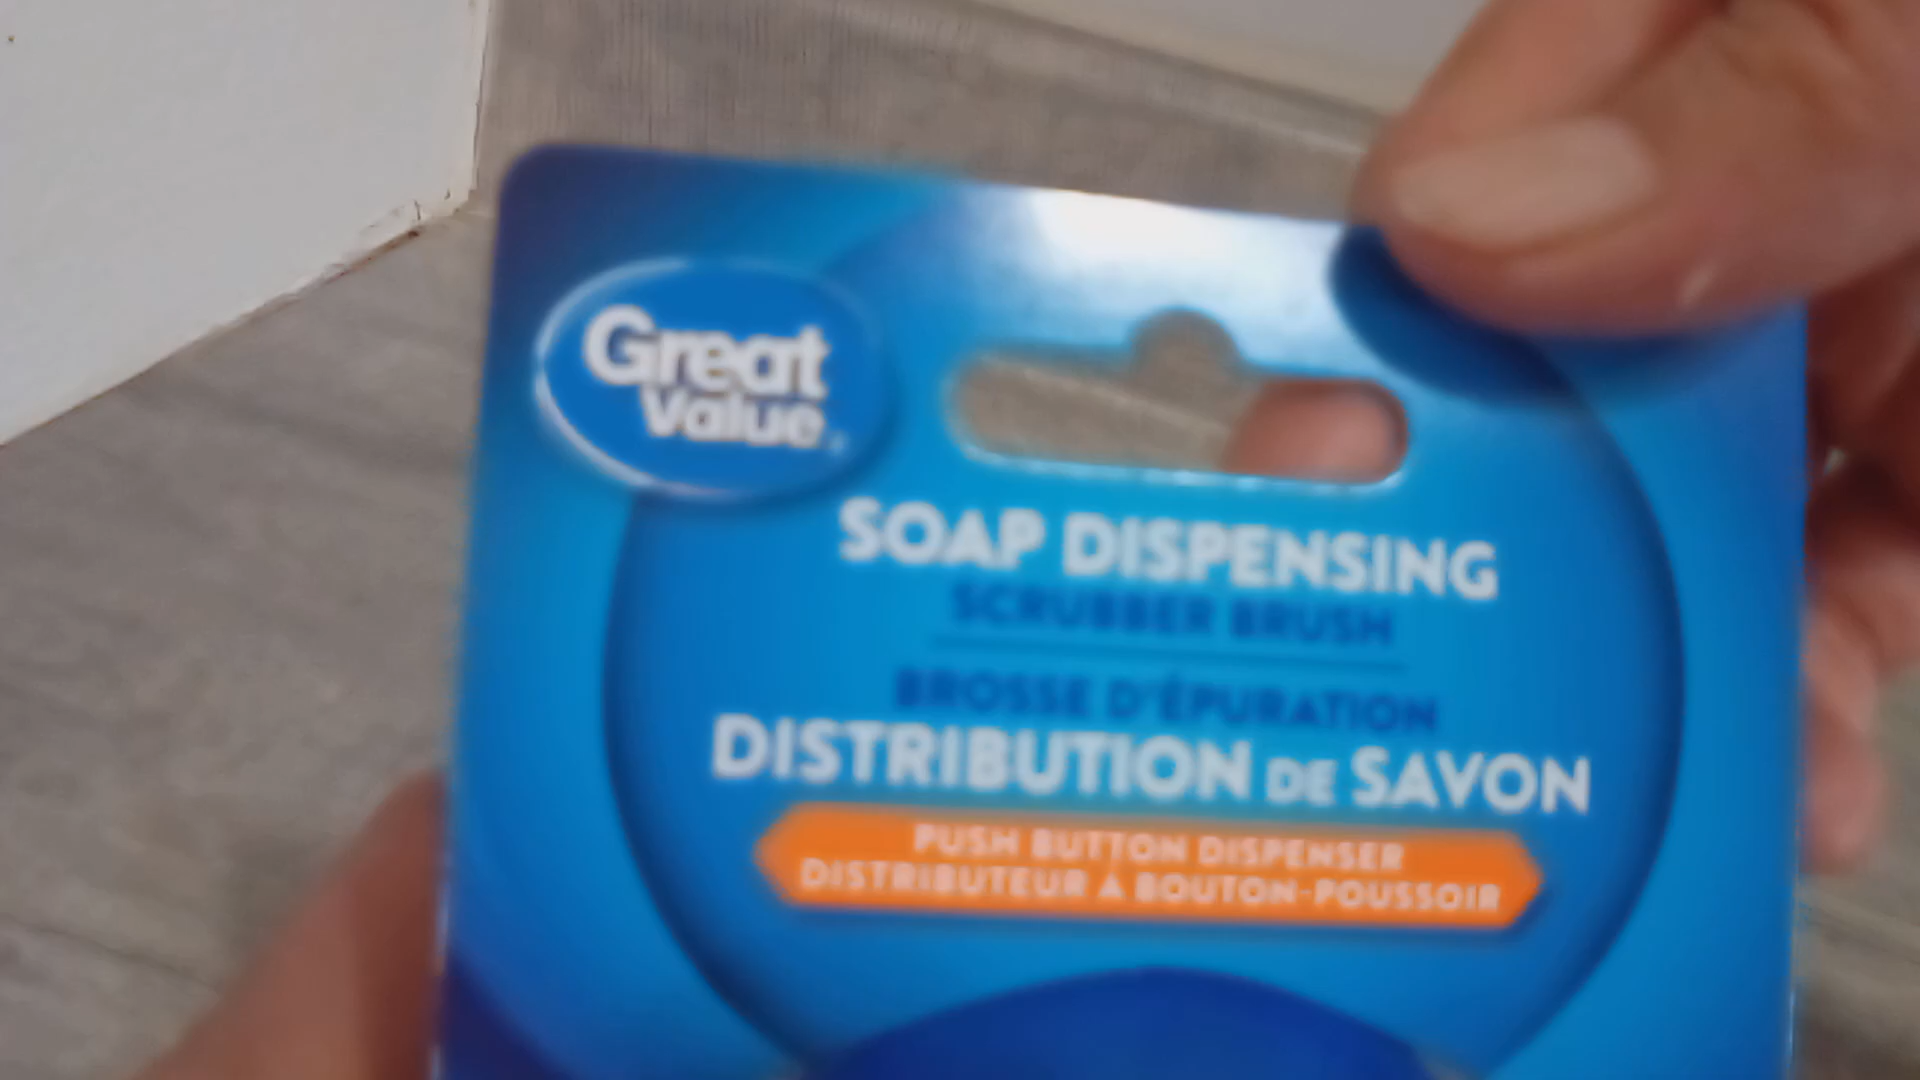 Great
Value
SOAP DISPENSING
SCRUBBER BRUSH
BROSSE D'ÉPURATION
DISTRIBUTION DE SAVON
PUSH BUTTON DISPENSER
DISTRIBUTEUR À BOUTON-POUSSOIR